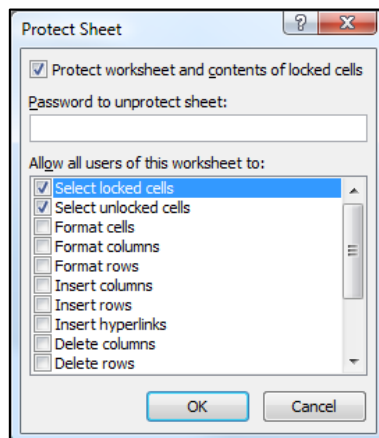 Protect Sheet
Protect worksheet and contents of locked cells
Password to unprotect sheet:
Allow all users of this worksheet to:
Select locked cells
Select unlocked cells
Format cells
Format columns
Format rows
Insert columns
Insert rows
Insert hyperlinks
Delete columns
Delete rows
OK Cancel